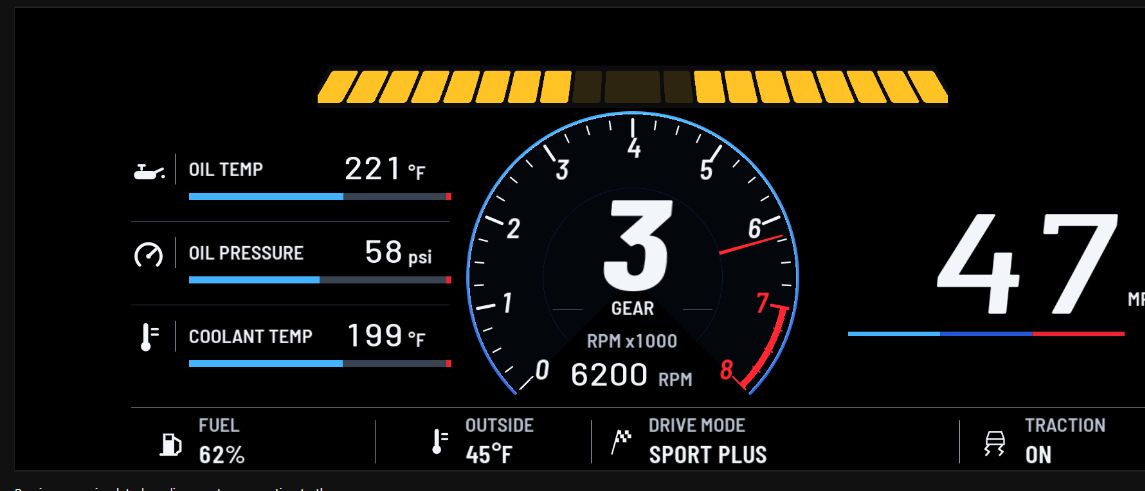 OIL TEMP 221 °F
OIL PRESSURE 58 psi
COOLANT TEMP 199 °F
0
1
2
3
4
5
6
7
8
3
GEAR
RPM x1000
6200 RPM
47
FUEL
62%
OUTSIDE
45°F
DRIVE MODE
SPORT PLUS
TRACTION
ON